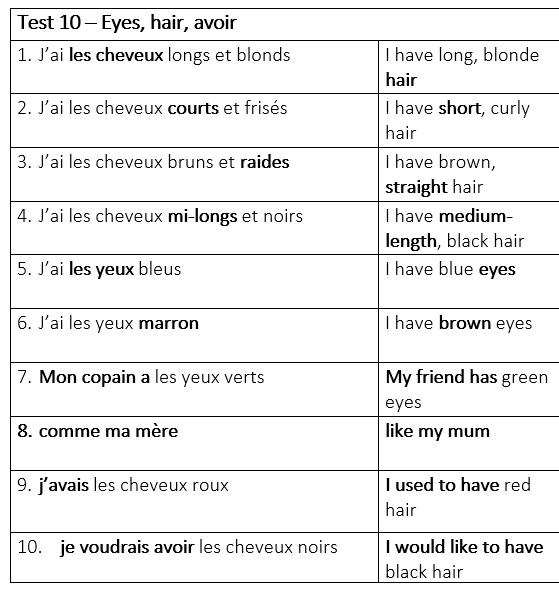 Test 10 – Eyes, hair, avoir
1. J’ai les cheveux longs et blonds
I have long, blonde
hair
2. J’ai les cheveux courts et frisés
I have short, curly
hair
3. J’ai les cheveux bruns et raides
I have brown,
straight hair
4. J’ai les cheveux mi-longs et noirs
I have medium-
length, black hair
5. J’ai les yeux bleus
I have blue eyes
6. J’ai les yeux marron
I have brown eyes
7. Mon copain a les yeux verts
My friend has green
eyes
8. comme ma mère
like my mum
9. j’avais les cheveux roux
I used to have red
hair
10. je voudrais avoir les cheveux noirs
I would like to have
black hair